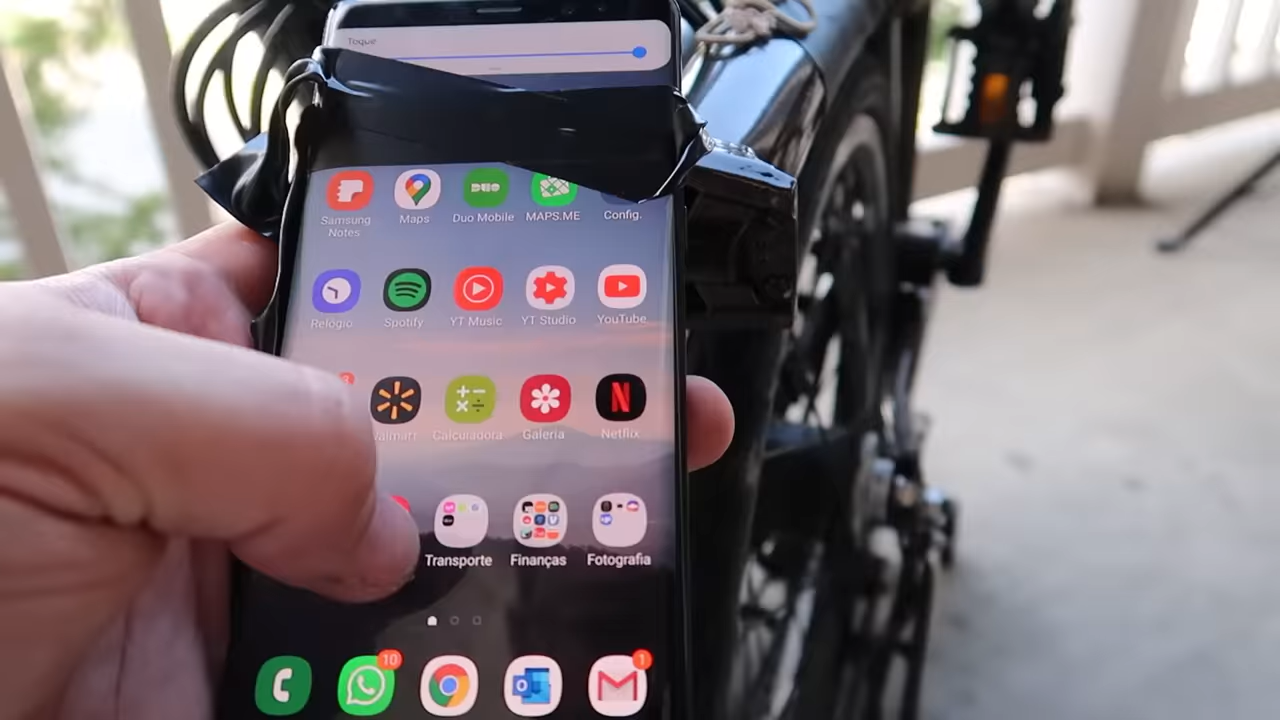 Toque
Samsung
Notes
Maps
Duo Mobile
MAPS.ME
Config.
Relógio
Spotify
YT Music
YT Studio
YouTube
Calculadora
Galeria
Netflix
Transporte
Finanças
Fotografia
10
1